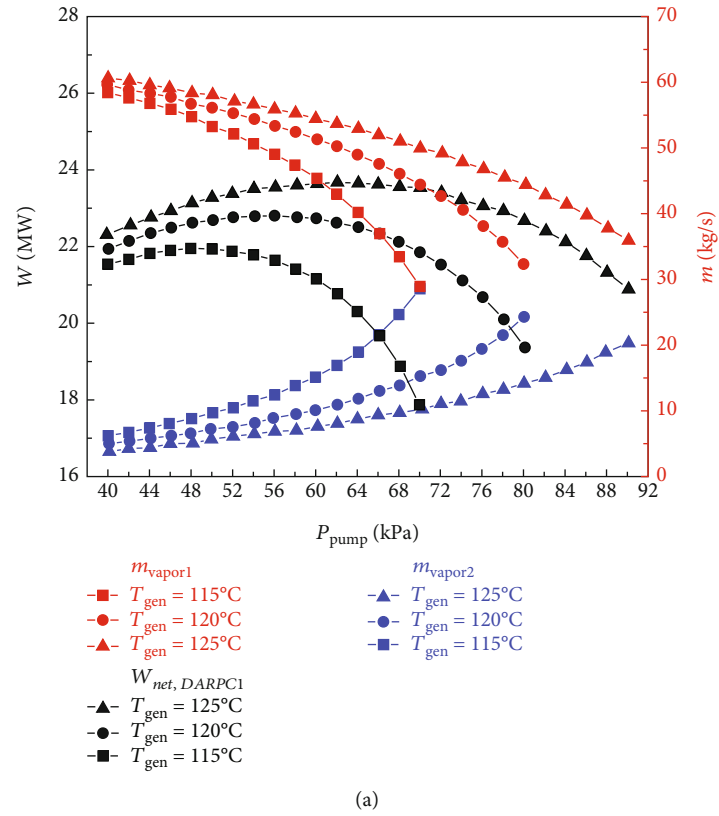 28
26
24
22
20
18
16
W (MW)
70
60
50
40
30
20
10
0
m (kg/s)
40 44 48 52 56 60 64 68 72 76 80 84 88 92
P_pump (kPa)
m_vapor1
T_gen = 115°C
T_gen = 120°C
T_gen = 125°C
m_vapor2
T_gen = 125°C
T_gen = 120°C
T_gen = 115°C
W_net, DARPC1
T_gen = 125°C
T_gen = 120°C
T_gen = 115°C
(a)